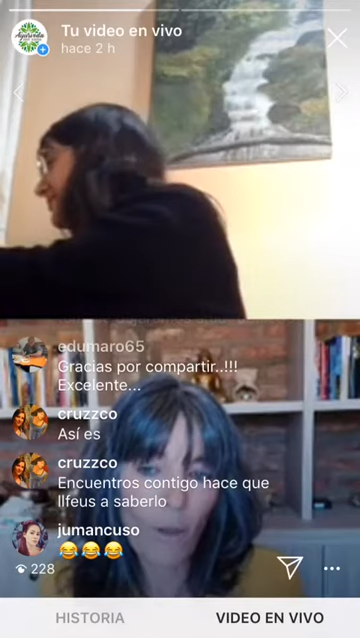 Ayurveda
Tu video en vivo
hace 2 h
edumaro65
Gracias por compartir..!!!
Excelente...
cruzzco
Así es
cruzzco
Encuentros contigo hace que
llfeus a saberlo
jumancuso
😂😂😂
228
HISTORIA
VIDEO EN VIVO